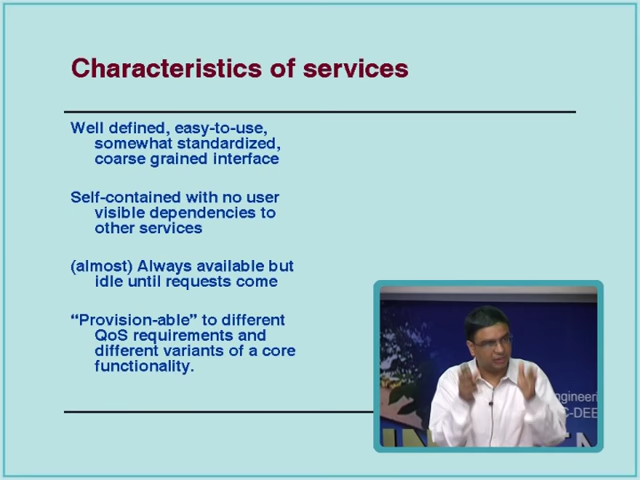 Characteristics of services
Well defined, easy-to-use,
somewhat standardized,
coarse grained interface
Self-contained with no user
visible dependencies to
other services
(almost) Always available but
idle until requests come
“Provision-able” to different
QoS requirements and
different variants of a core
functionality.
ngineeri
C-DEE